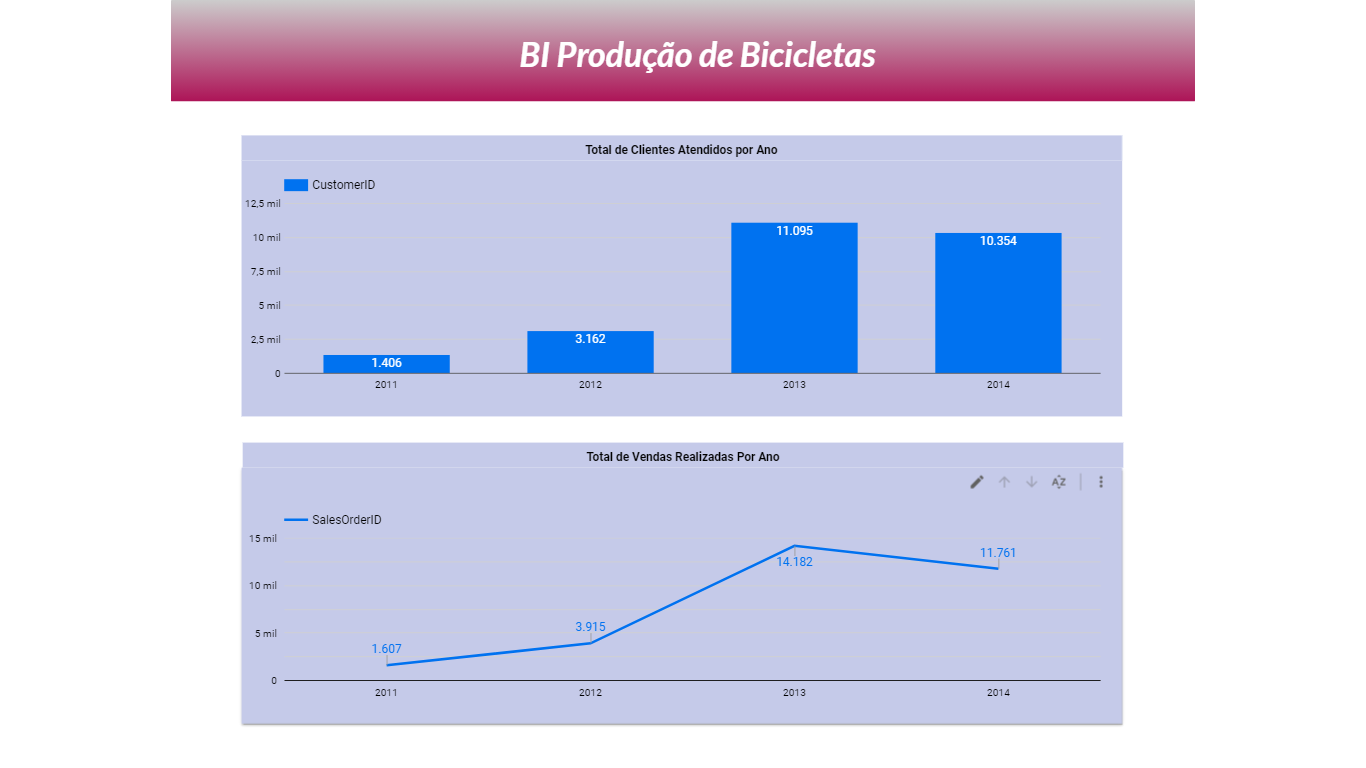 BI Produção de Bicicletas
Total de Clientes Atendidos por Ano
CustomerID
12,5 mil
10 mil
7,5 mil
5 mil
2,5 mil
0
1.406
3.162
11.095
10.354
2011 2012 2013 2014
Total de Vendas Realizadas Por Ano
AZ
SalesOrderID
15 mil
10 mil
5 mil
0
1.607
3.915
14.182
11.761
2011 2012 2013 2014